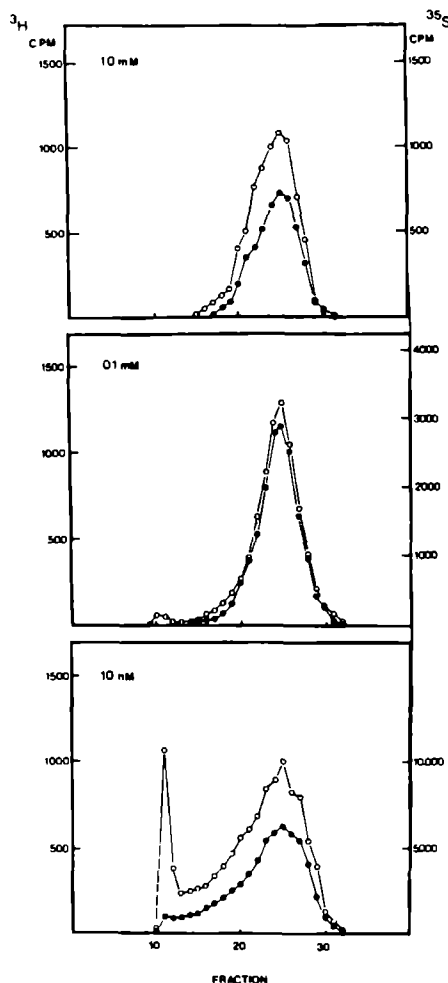 ³H ³⁵S
CPM CPM
1500 1500
1000 1000
500 500
10 mM
1500 4000
1000 3000
500 2000
1000
01 mM
1500
1000 10,000
500 5000
10 nM
10 20 30
FRACTION